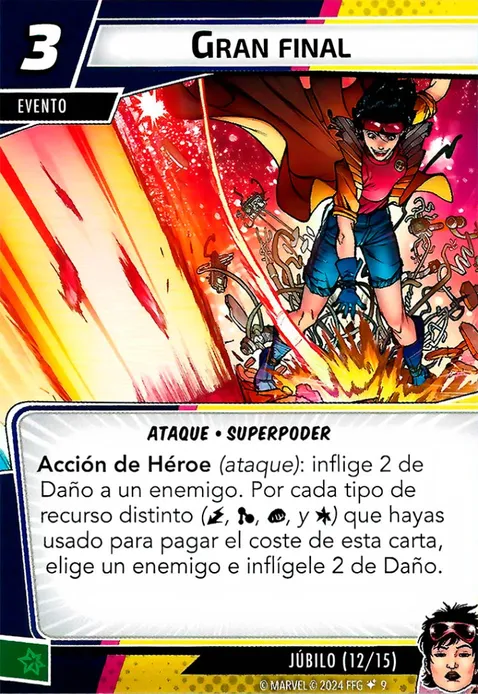 3
GRAN FINAL
EVENTO
ATAQUE • SUPERPODER
Acción de Héroe (ataque): inflige 2 de
Daño a un enemigo. Por cada tipo de
recurso distinto (, , , y ) que hayas
usado para pagar el coste de esta carta,
elige un enemigo e inflígele 2 de Daño.
JÚBILO (12/15)
© MARVEL © 2024 FFG 9